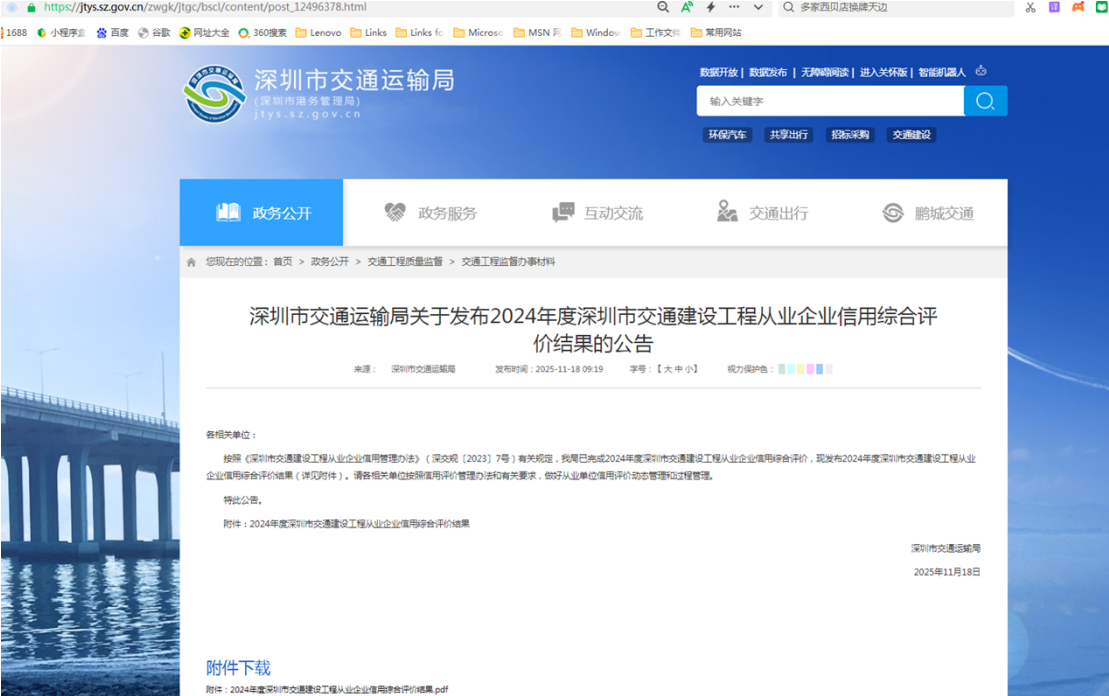 https://jtys.sz.gov.cn/zwgk/jtgc/bscl/content/post_12496378.html
多家西贝店换牌天边
1688 小程序盒 百度 谷歌 网址大全 360搜索 Lenovo Links Links fo Microso MSN 网 Window 工作文件 常用网站
深圳市交通运输局
(深圳市港务管理局)
jtys.sz.gov.cn
数据开放 | 数据发布 | 无障碍阅读 | 进入关怀版 | 智能机器人
输入关键字
环保汽车 共享出行 招标采购 交通建设
政务公开 政务服务 互动交流 交通出行 鹏城交通
您现在的位置: 首页 > 政务公开 > 交通工程质量监督 > 交通工程监督办事材料
深圳市交通运输局关于发布2024年度深圳市交通建设工程从业企业信用综合评
价结果的公告
来源: 深圳市交通运输局 发布时间:2025-11-18 09:19 字号:【大 中 小】 视力保护色:
各相关单位:
按照《深圳市交通建设工程从业企业信用管理办法》(深交规〔2023〕7号)有关规定,我局已完成2024年度深圳市交通建设工程从业企业信用综合评价,现发布2024年度深圳市交通建设工程从业
企业信用综合评价结果(详见附件)。请各相关单位按照信用评价管理办法和有关要求,做好从业单位信用评价动态管理和过程管理。
特此公告。
附件:2024年度深圳市交通建设工程从业企业信用综合评价结果
深圳市交通运输局
2025年11月18日
附件下载
附件:2024年度深圳市交通建设工程从业企业信用综合评价结果.pdf